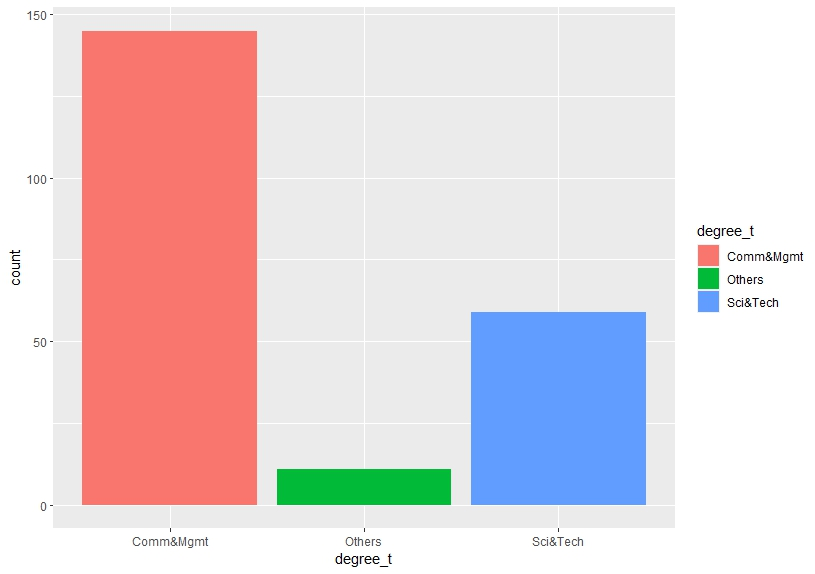 150
100
50
0
count
Comm&Mgmt
Others
Sci&Tech
degree_t
degree_t
Comm&Mgmt
Others
Sci&Tech